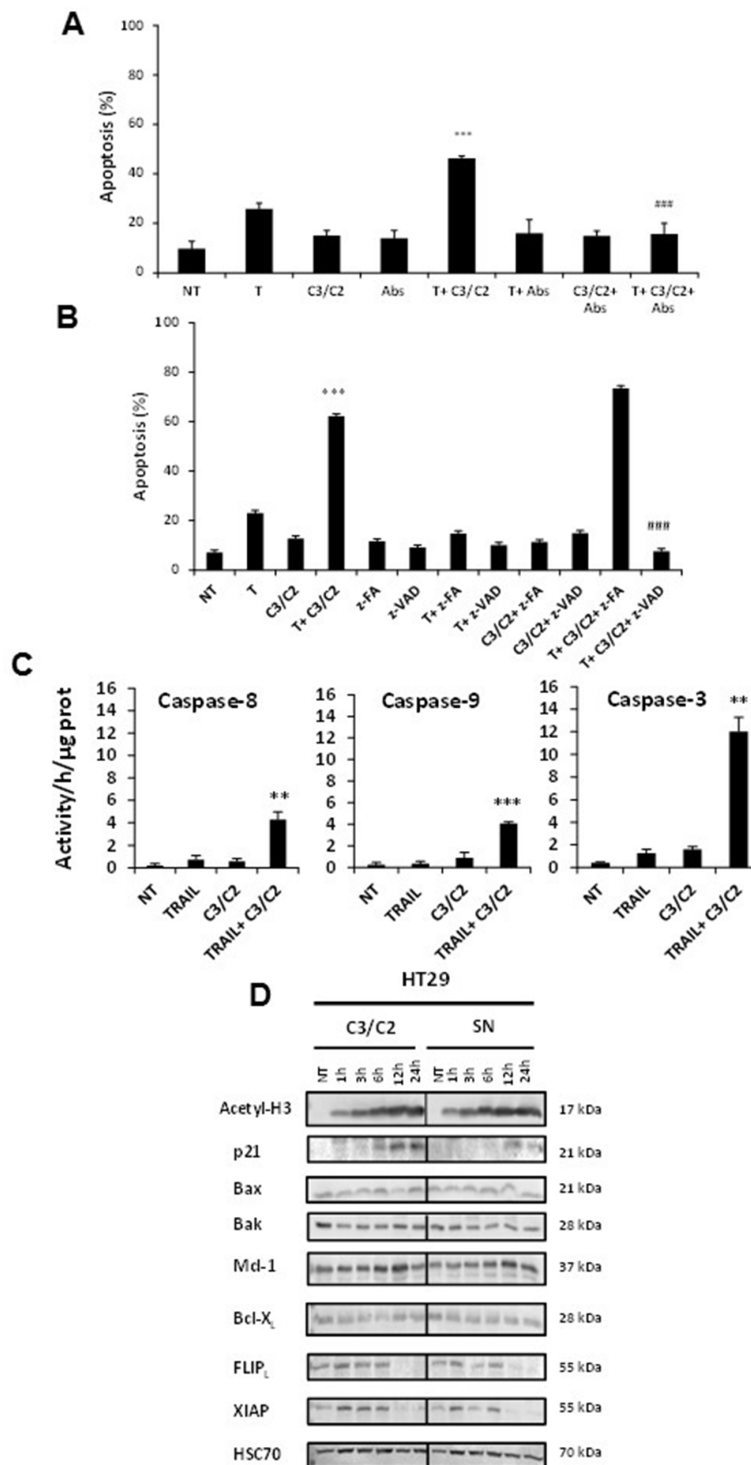 A
Apoptosis (%)
100
80
60
40
20
0
***
###
NT T C3/C2 Abs T+ C3/C2 T+ Abs C3/C2+ Abs T+ C3/C2+ Abs
B
Apoptosis (%)
100
80
60
40
20
0
***
###
NT
T
C3/C2
T+ C3/C2
z-FA
z-VAD
T+ z-FA
T+ z-VAD
C3/C2+ z-FA
C3/C2+ z-VAD
T+ C3/C2+ z-FA
T+ C3/C2+ z-VAD
C
Activity/h/µg prot
Caspase-8
16
14
12
10
8
6
4
2
0
**
NT
TRAIL
C3/C2
TRAIL+ C3/C2
Caspase-9
16
14
12
10
8
6
4
2
0
***
NT
TRAIL
C3/C2
TRAIL+ C3/C2
Caspase-3
16
14
12
10
8
6
4
2
0
**
NT
TRAIL
C3/C2
TRAIL+ C3/C2
D
HT29
C3/C2 SN
NT 1h 3h 6h 12h 24h NT 1h 3h 6h 12h 24h
Acetyl-H3 17 kDa
p21 21 kDa
Bax 21 kDa
Bak 28 kDa
Mcl-1 37 kDa
Bcl-XL 28 kDa
FLIPL 55 kDa
XIAP 55 kDa
HSC70 70 kDa